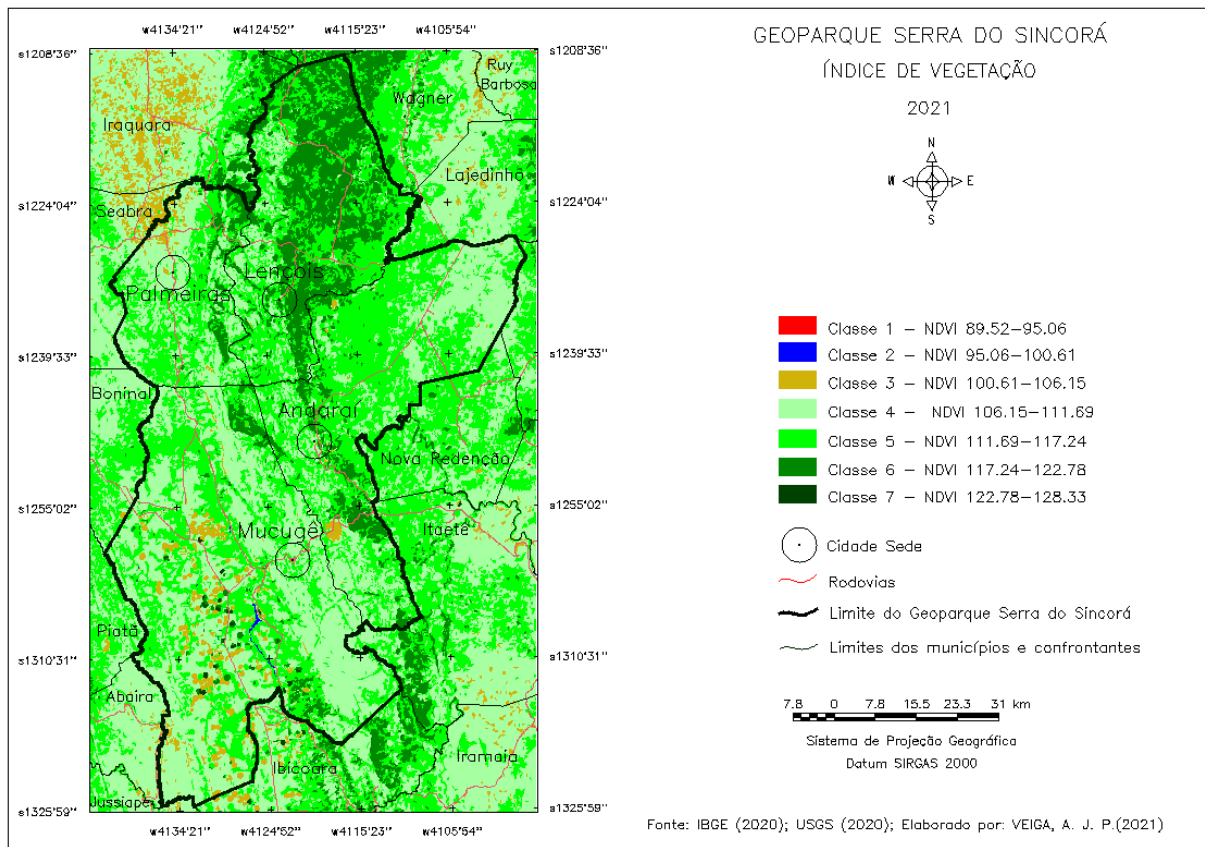 GEOPARQUE SERRA DO SINCORÁ
ÍNDICE DE VEGETAÇÃO
2021
N
W E
S
w4134'21" w4124'52" w4115'23" w4105'54"
s1208'36" s1208'36"
s1224'04" s1224'04"
s1239'33" s1239'33"
s1255'02" s1255'02"
s1310'31" s1310'31"
s1325'59" s1325'59"
w4134'21" w4124'52" w4115'23" w4105'54"
Ruy
Barbosa
Wagner
Iraquara
Lajedinho
Seabra
Lençois
Palmeiras
Boninal
Andaraí
Nova Redenção
Mucugê
Itaetê
Piatã
Abaíra
Iramaia
Ibicoara
Jussiape
Classe 1 - NDVI 89.52-95.06
Classe 2 - NDVI 95.06-100.61
Classe 3 - NDVI 100.61-106.15
Classe 4 - NDVI 106.15-111.69
Classe 5 - NDVI 111.69-117.24
Classe 6 - NDVI 117.24-122.78
Classe 7 - NDVI 122.78-128.33
Cidade Sede
Rodovias
Limite do Geoparque Serra do Sincorá
Limites dos municípios e confrontantes
7.8 0 7.8 15.5 23.3 31 km
Sistema de Projeção Geográfica
Datum SIRGAS 2000
Fonte: IBGE (2020); USGS (2020); Elaborado por: VEIGA, A. J. P.(2021)